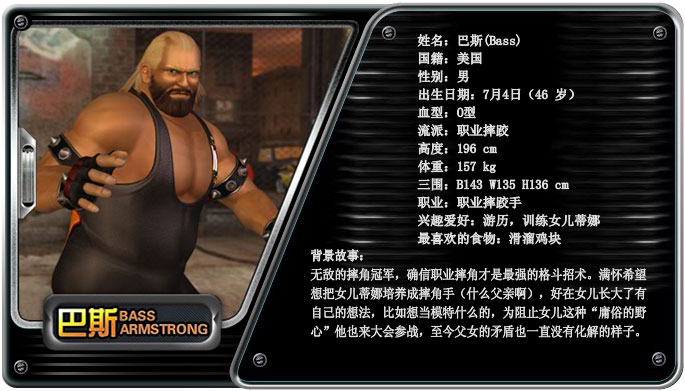 姓名：巴斯(Bass)
国籍：美国
性别：男
出生日期：7月4日（46 岁）
血型：O型
流派：职业摔跤
高度：196 cm
体重：157 kg
三围：B143 W135 H136 cm
职业：职业摔跤手
兴趣爱好：游历，训练女儿蒂娜
最喜欢的食物：滑溜鸡块
背景故事：
无敌的摔角冠军，确信职业摔角才是最强的格斗招术。满怀希望
想把女儿蒂娜培养成摔角手（什么父亲啊），好在女儿长大了有
自己的想法，比如想当模特什么的，为阻止女儿这种“庸俗的野
心”他也来大会参战，至今父女的矛盾也一直没有化解的样子。
巴斯 BASS
ARMSTRONG